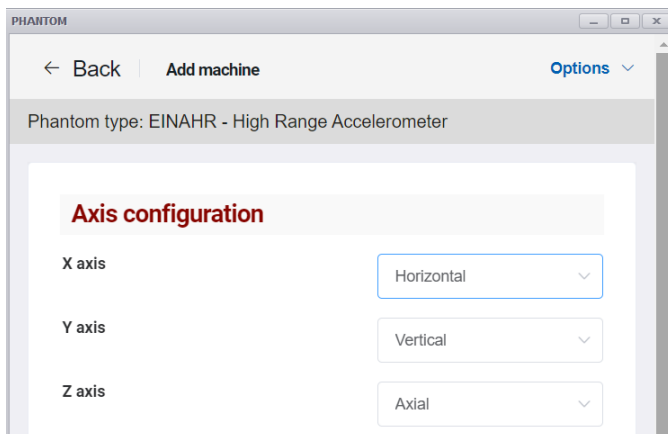 PHANTOM
Back Add machine Options
Phantom type: EINAHR - High Range Accelerometer
Axis configuration
X axis Horizontal
Y axis Vertical
Z axis Axial